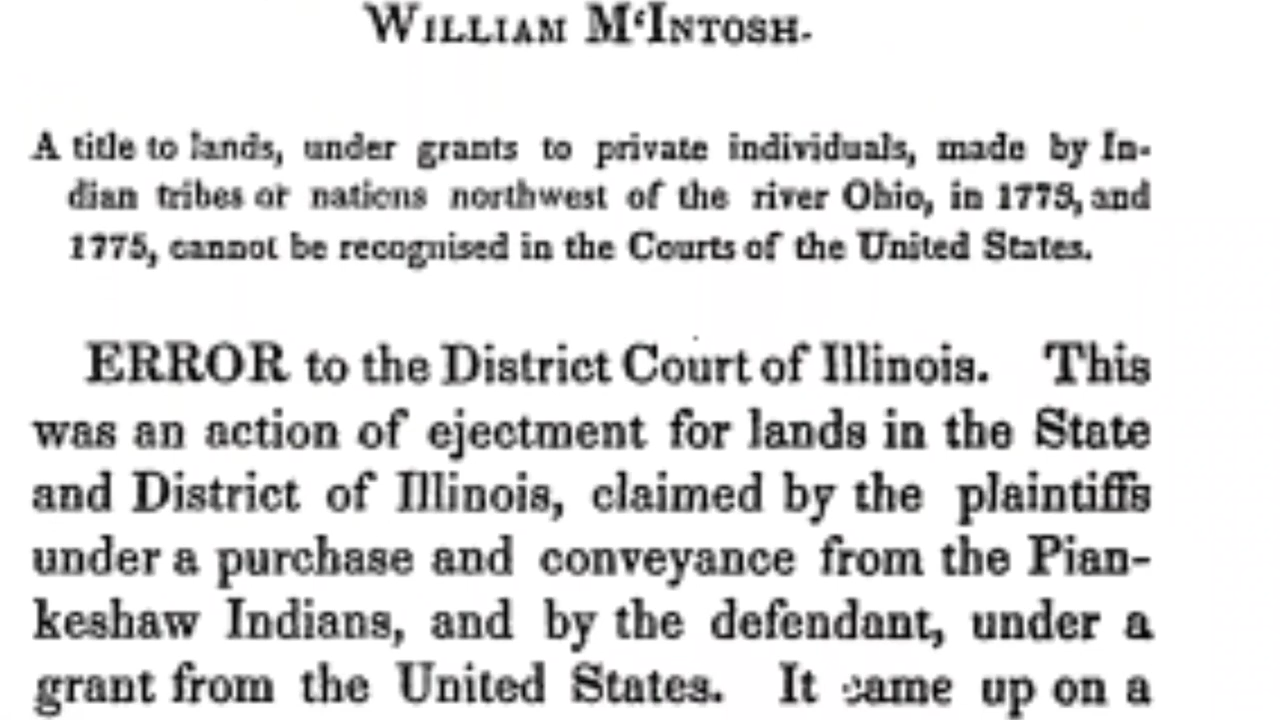 WILLIAM M‘INTOSH.
A title to lands, under grants to private individuals, made by In-
dian tribes or nations northwest of the river Ohio, in 1773, and
1775, cannot be recognised in the Courts of the United States.
ERROR to the District Court of Illinois. This
was an action of ejectment for lands in the State
and District of Illinois, claimed by the plaintiffs
under a purchase and conveyance from the Pian-
keshaw Indians, and by the defendant, under a
grant from the United States. It came up on a